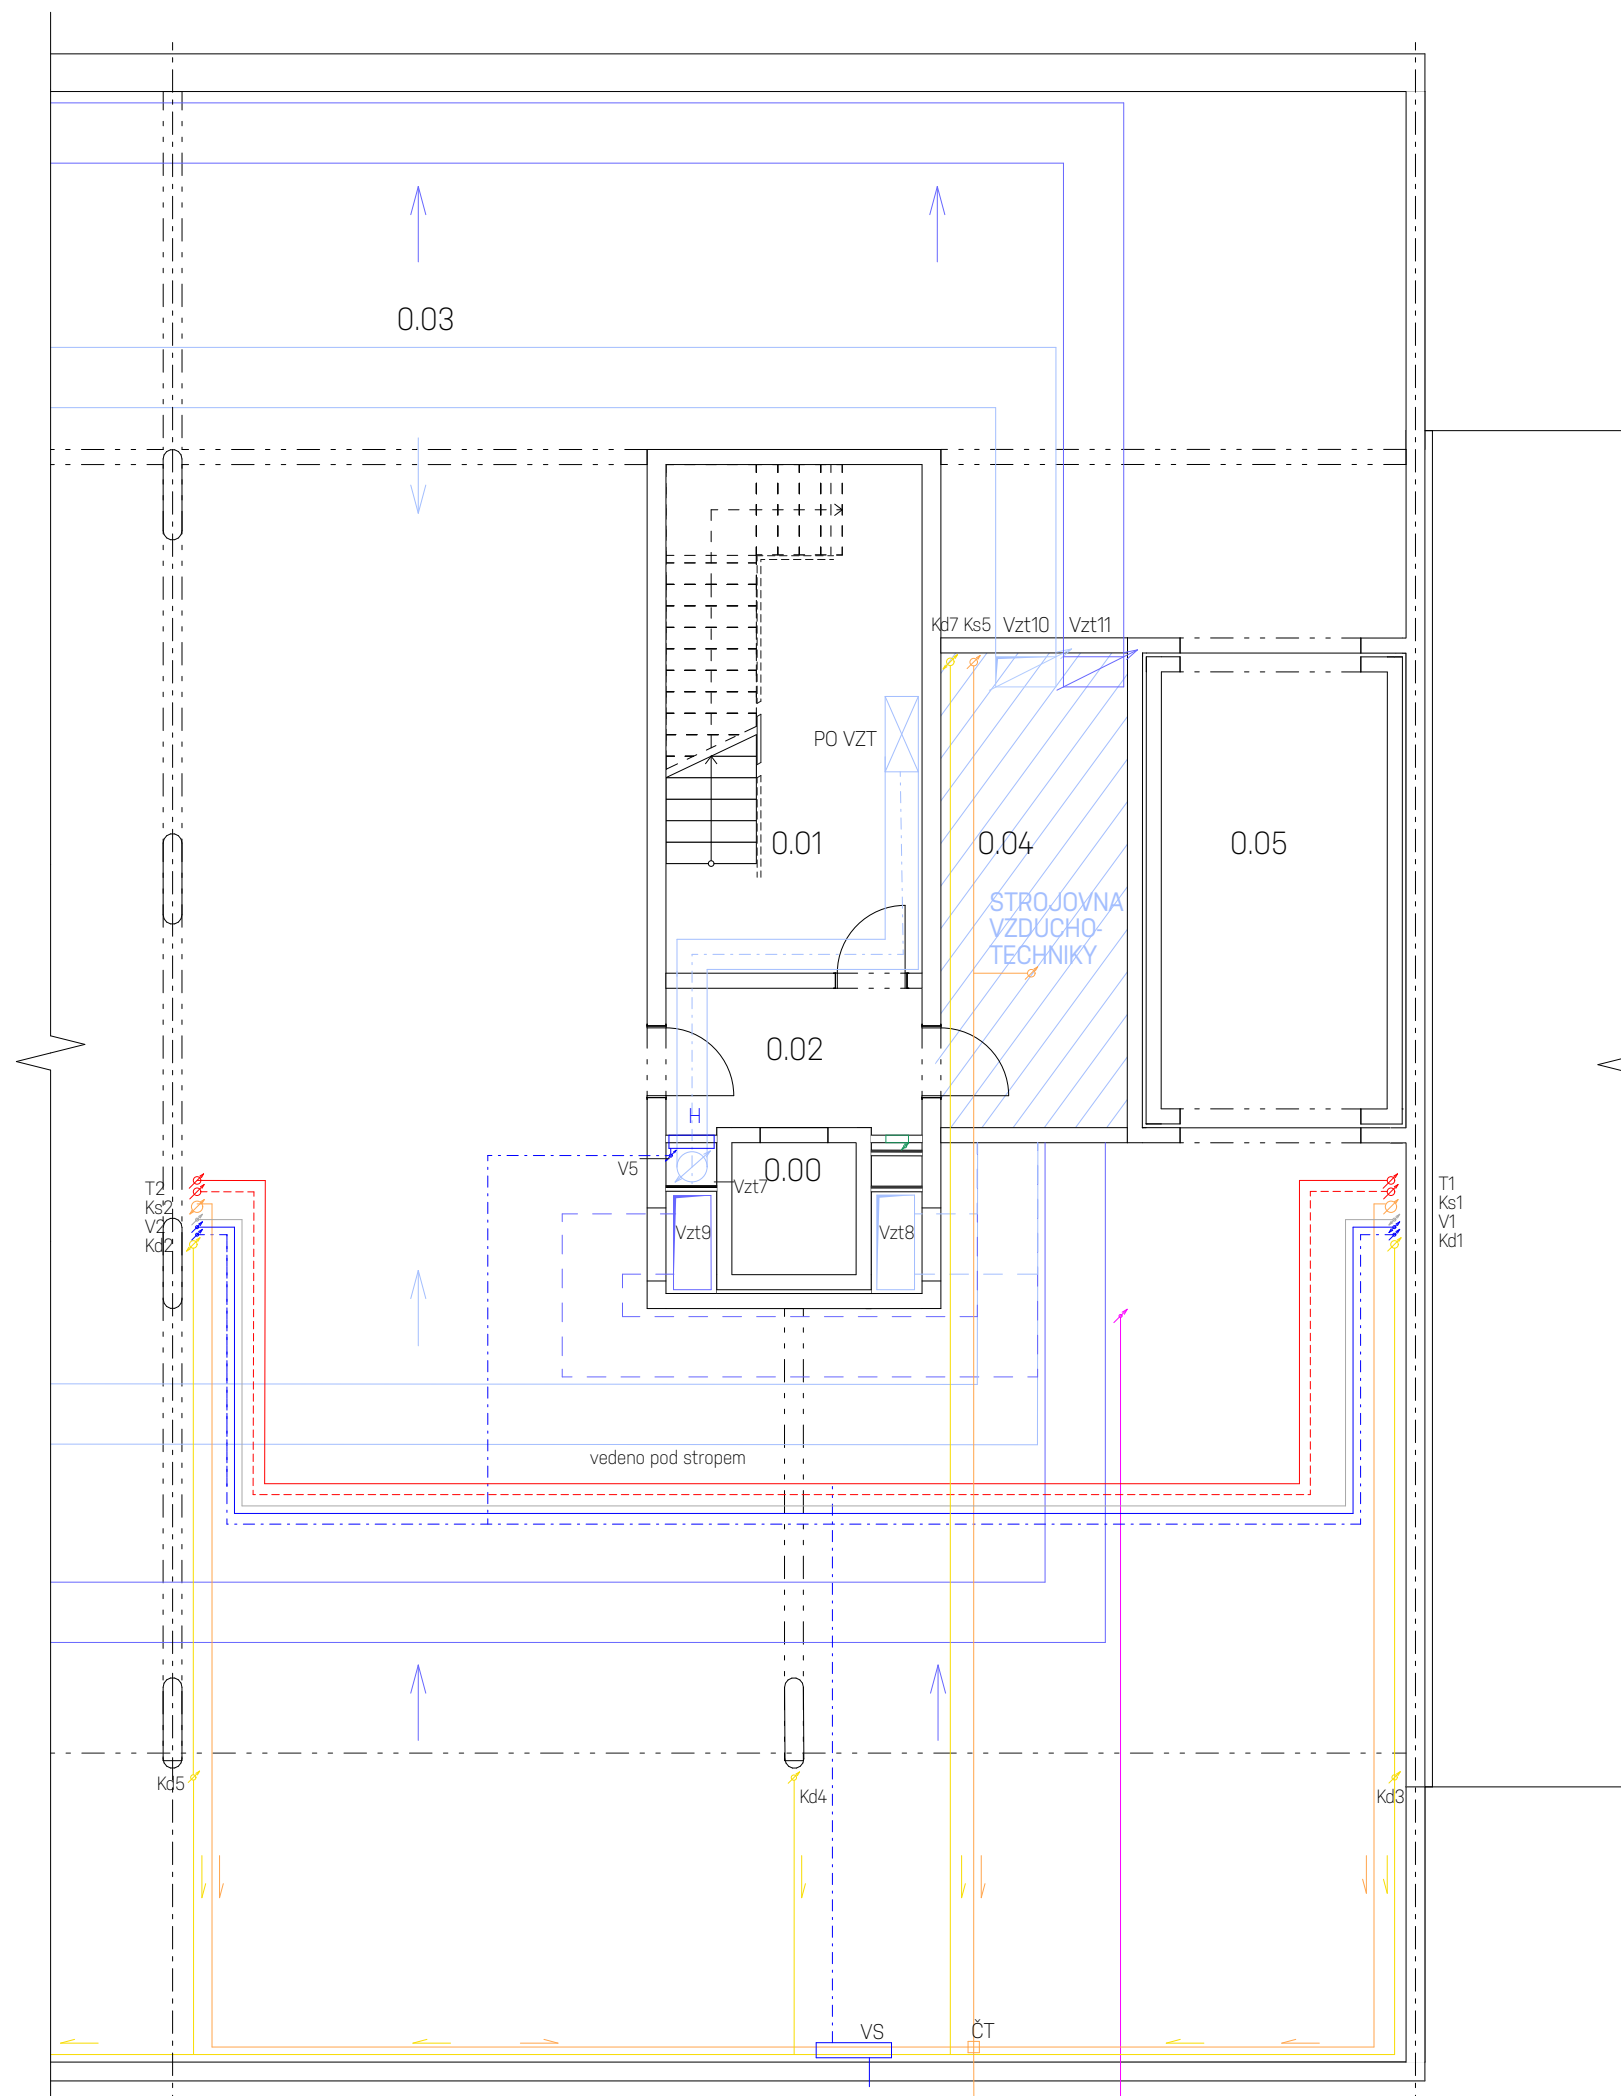 0.03
Kd7 Ks5 Vzt10 Vzt11
PO VZT
0.01
0.04
0.05
STROJOVNA
VZDUCHO-
TECHNIKY
0.02
H
V5
0.00
Vzt7
T2
Ks2
V2
Kd2
T1
Ks1
V1
Kd1
Vzt9
Vzt8
vedeno pod stropem
Kd5
Kd4
Kd3
VS
ČT